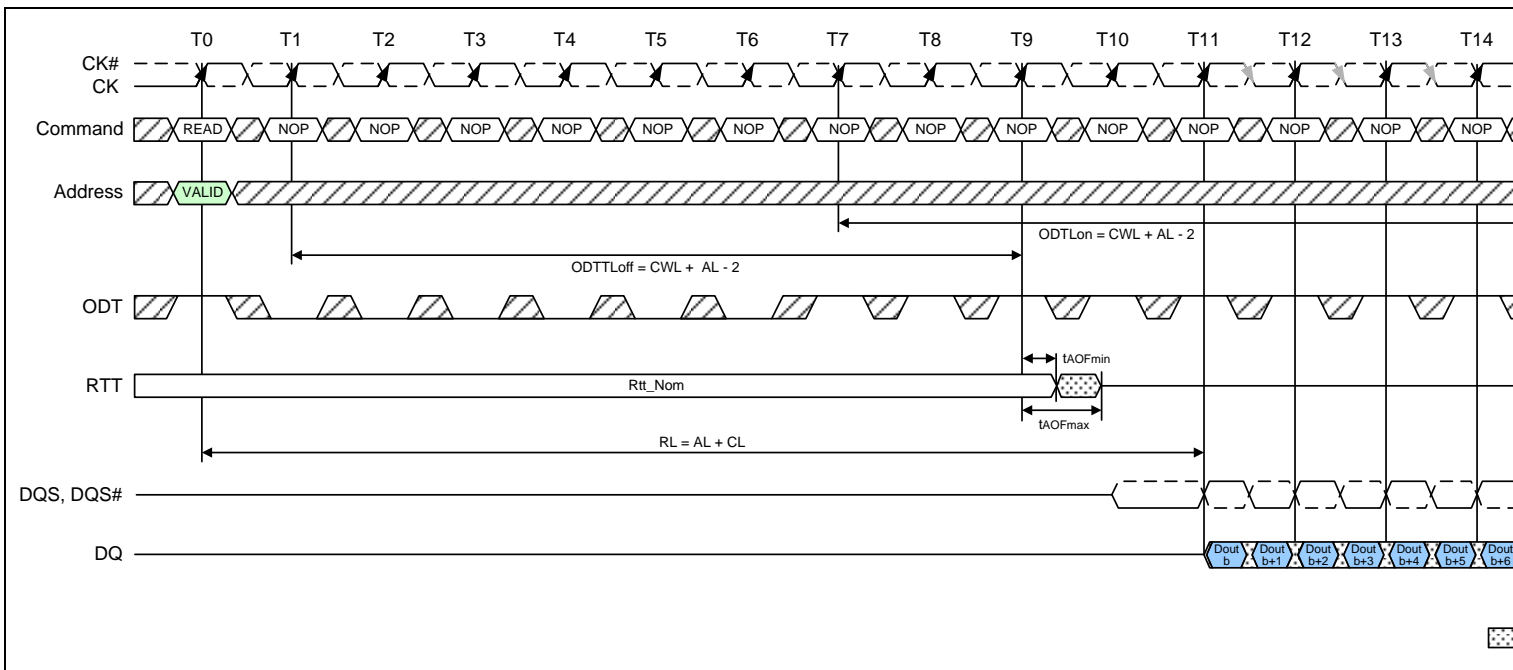 T0 T1 T2 T3 T4 T5 T6 T7 T8 T9 T10 T11 T12 T13 T14
CK#
CK
Command READ NOP NOP NOP NOP NOP NOP NOP NOP NOP NOP NOP NOP NOP NOP
Address VALID
ODTLon = CWL + AL - 2
ODTTLoff = CWL + AL - 2
ODT
tAOFmin
RTT Rtt_Nom
tAOFmax
RL = AL + CL
DQS, DQS#
DQ
Dout b Dout b+1 Dout b+2 Dout b+3 Dout b+4 Dout b+5 Dout b+6